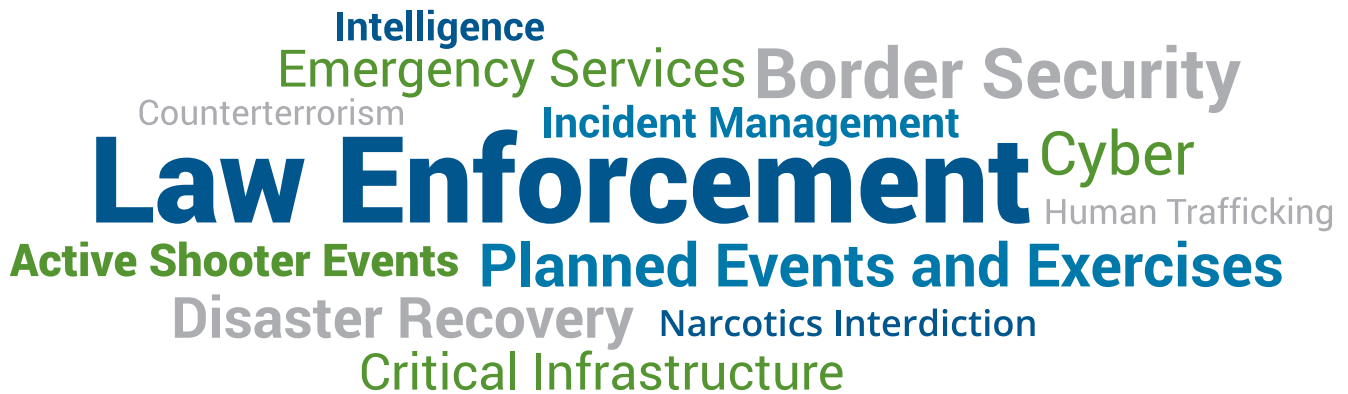 Intelligence
Emergency Services Border Security
Counterterrorism Incident Management
Law Enforcement Cyber
Human Trafficking
Active Shooter Events Planned Events and Exercises
Disaster Recovery Narcotics Interdiction
Critical Infrastructure